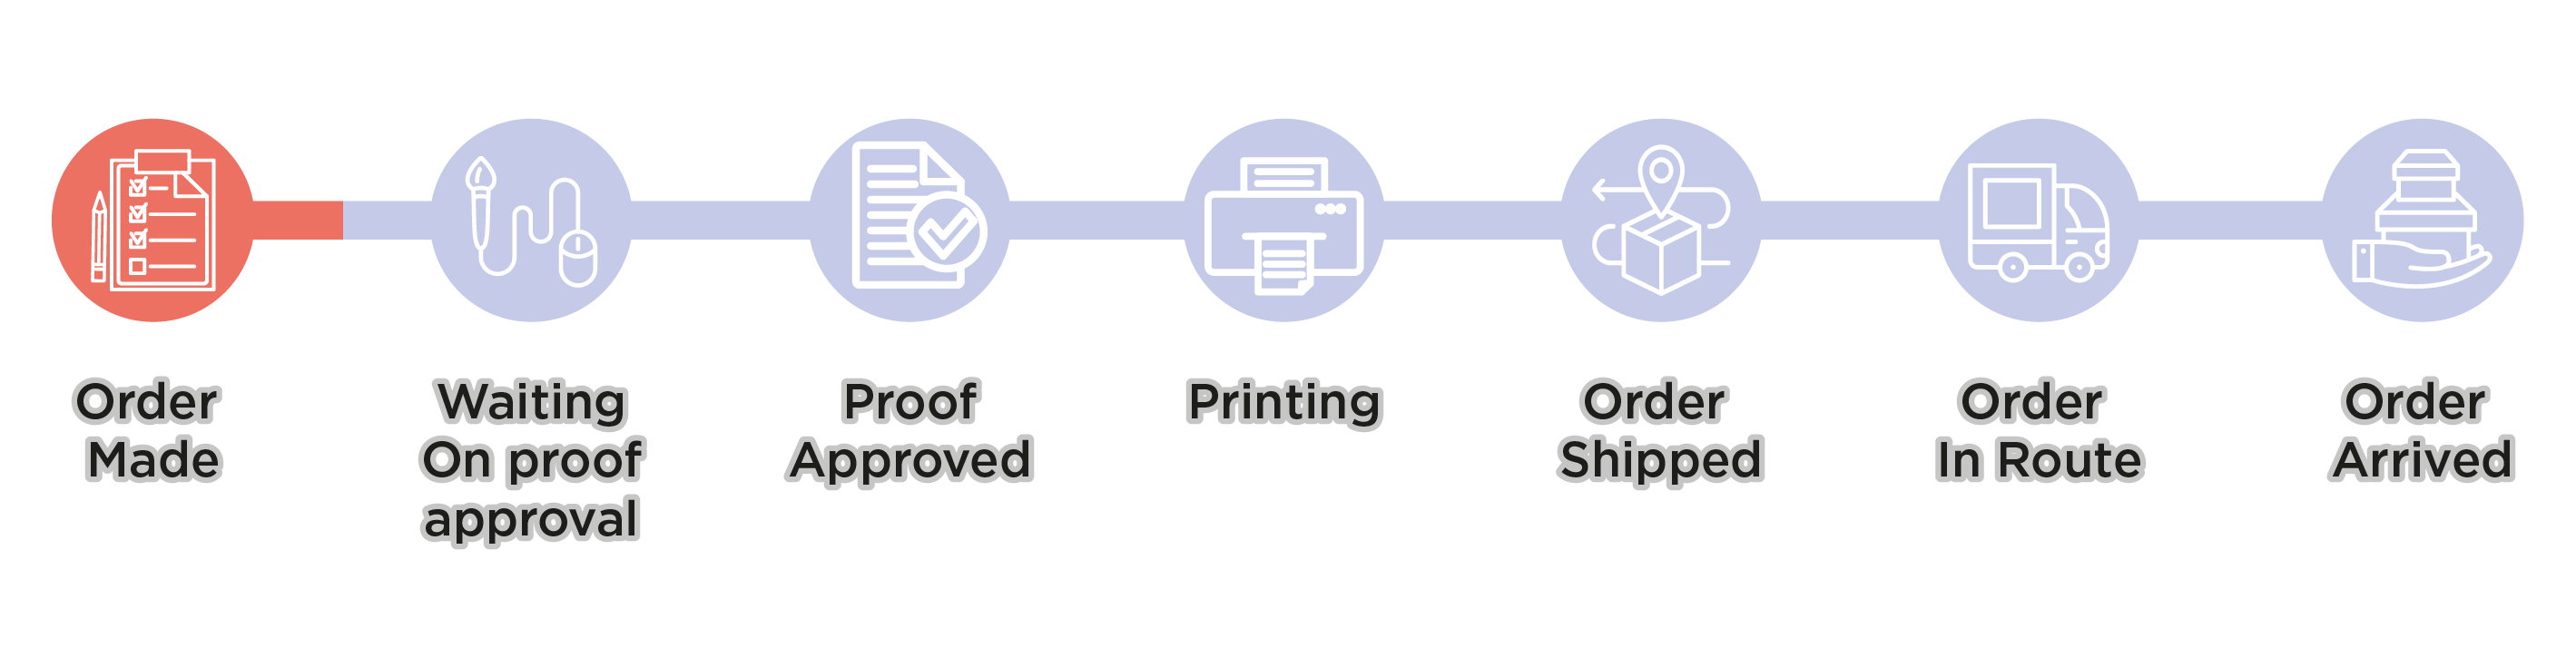 Order
Made
Waiting
On proof
approval
Proof
Approved
Printing
Order
Shipped
Order
In Route
Order
Arrived